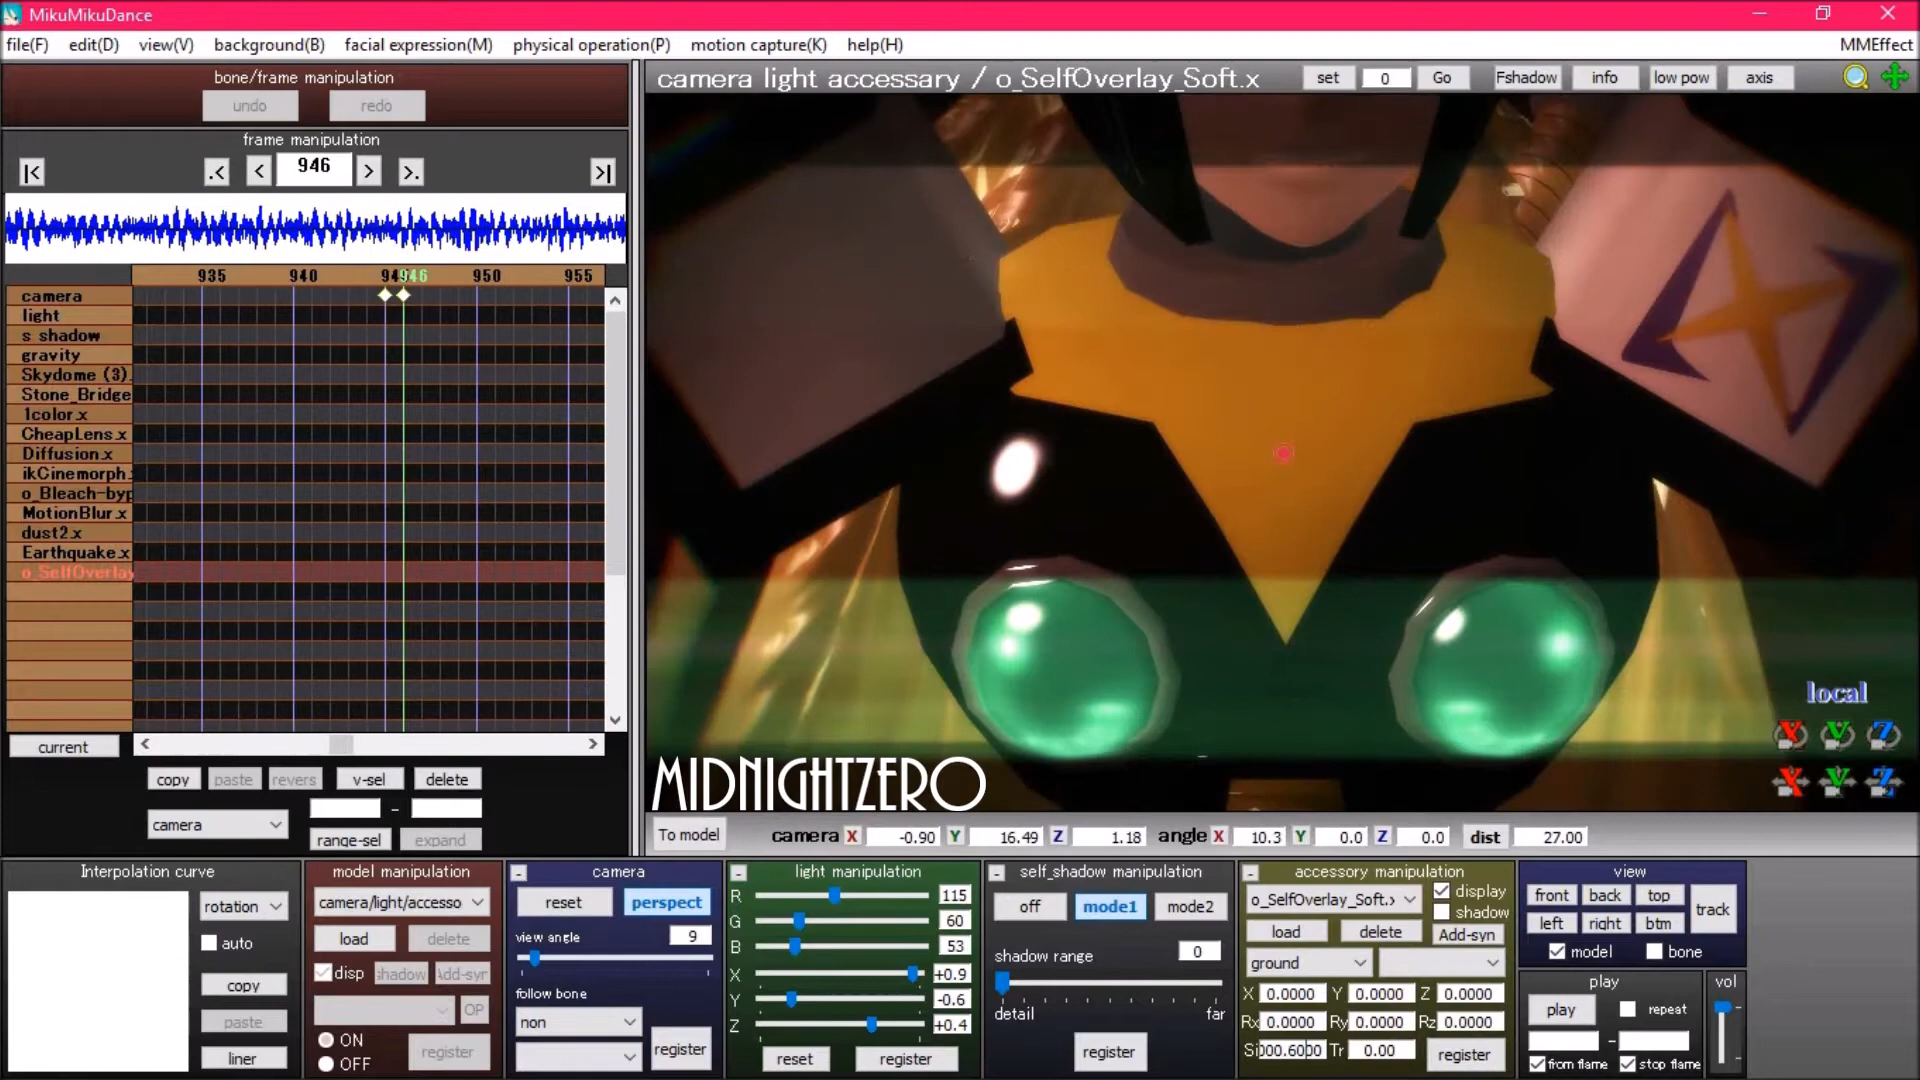 MikuMikuDance
file(F) edit(D) view(V) background(B) facial expression(M) physical operation(P) motion capture(K) help(H) MMEffect
bone/frame manipulation
undo redo
frame manipulation
|< .< < 946 > >. >|
935 940 946 950 955
camera
light
s shadow
gravity
Skydome (3).
Stone_Bridge
1color.x
CheapLens.x
Diffusion.x
ikCinemorph.
o_Bleach-byp
MotionBlur.x
dust2.x
Earthquake.x
o_SelfOverlay
current
copy paste revers v-sel delete
camera -
range-sel expand
camera light accessary / o_SelfOverlay_Soft.x set 0 Go Fshadow info low pow axis
local
X Y Z
X Y Z
MIDNIGHTZERO
To model camera X -0.90 Y 16.49 Z 1.18 angle X 10.3 Y 0.0 Z 0.0 dist 27.00
Interpolation curve
rotation
auto
copy
paste
liner
model manipulation
camera/light/accesso
load delete
disp shadow Add-syn
OP
ON
OFF
register
- camera
reset perspect
view angle 9
follow bone
non
register
- light manipulation
R 115
G 60
B 53
X +0.9
Y -0.6
Z +0.4
reset register
- self_shadow manipulation
off mode1 mode2
shadow range 0
detail far
register
- accessory manipulation
o_SelfOverlay_Soft.x display
shadow
load delete Add-syn
ground
X 0.0000 Y 0.0000 Z 0.0000
Rx 0.0000 Ry 0.0000 Rz 0.0000
Si 000.6000 Tr 0.00 register
view
front back top track
left right btm
model bone
play
play repeat
-
from flame stop flame
vol